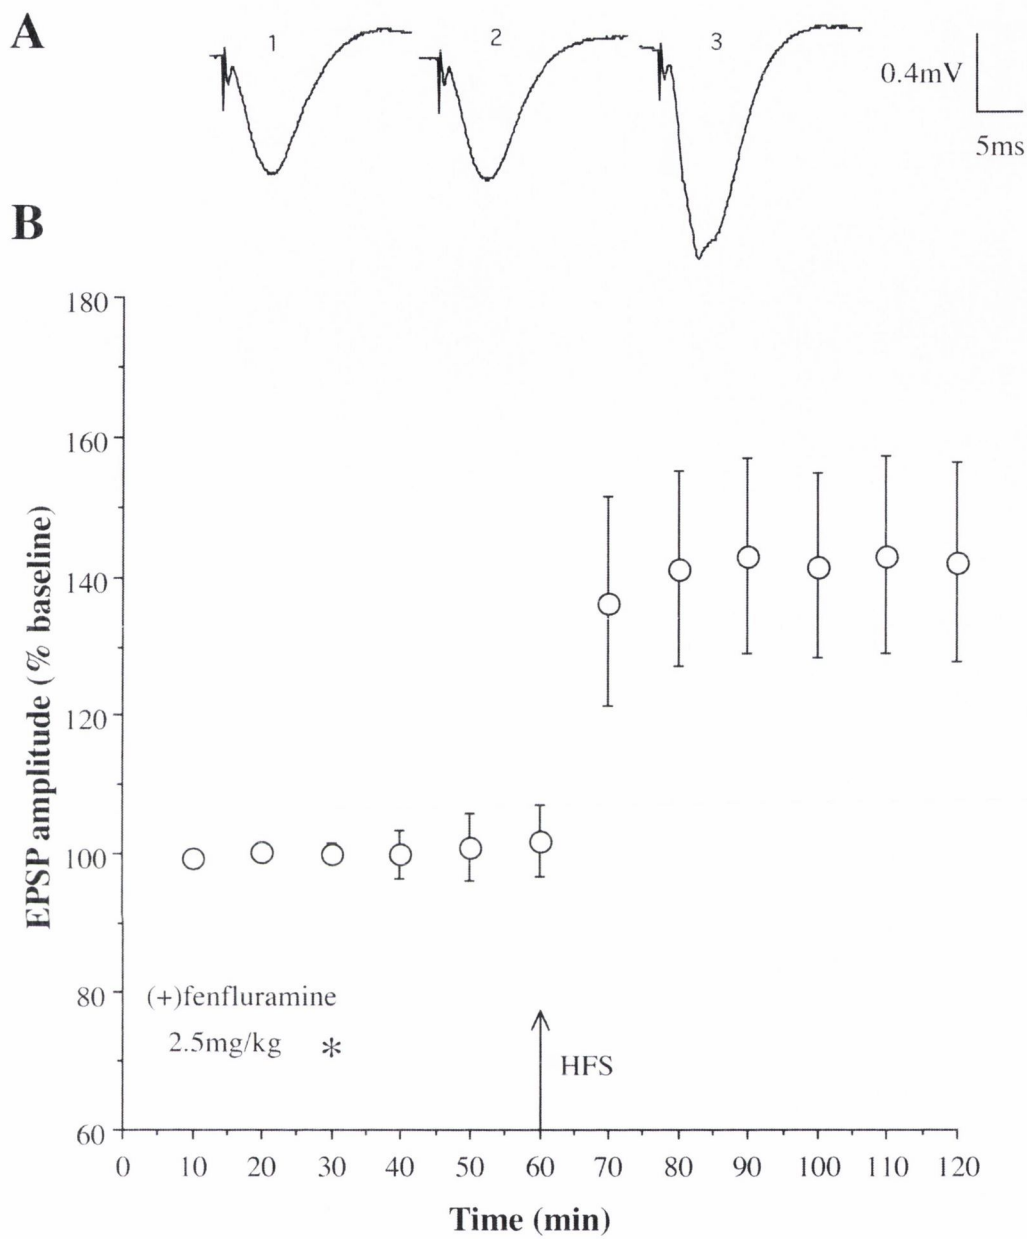 A
1
2
3
0.4mV
5ms
B
180
160
140
120
100
80
60
EPSP amplitude (% baseline)
(+)fenfluramine
2.5mg/kg *
HFS
0 10 20 30 40 50 60 70 80 90 100 110 120
Time (min)